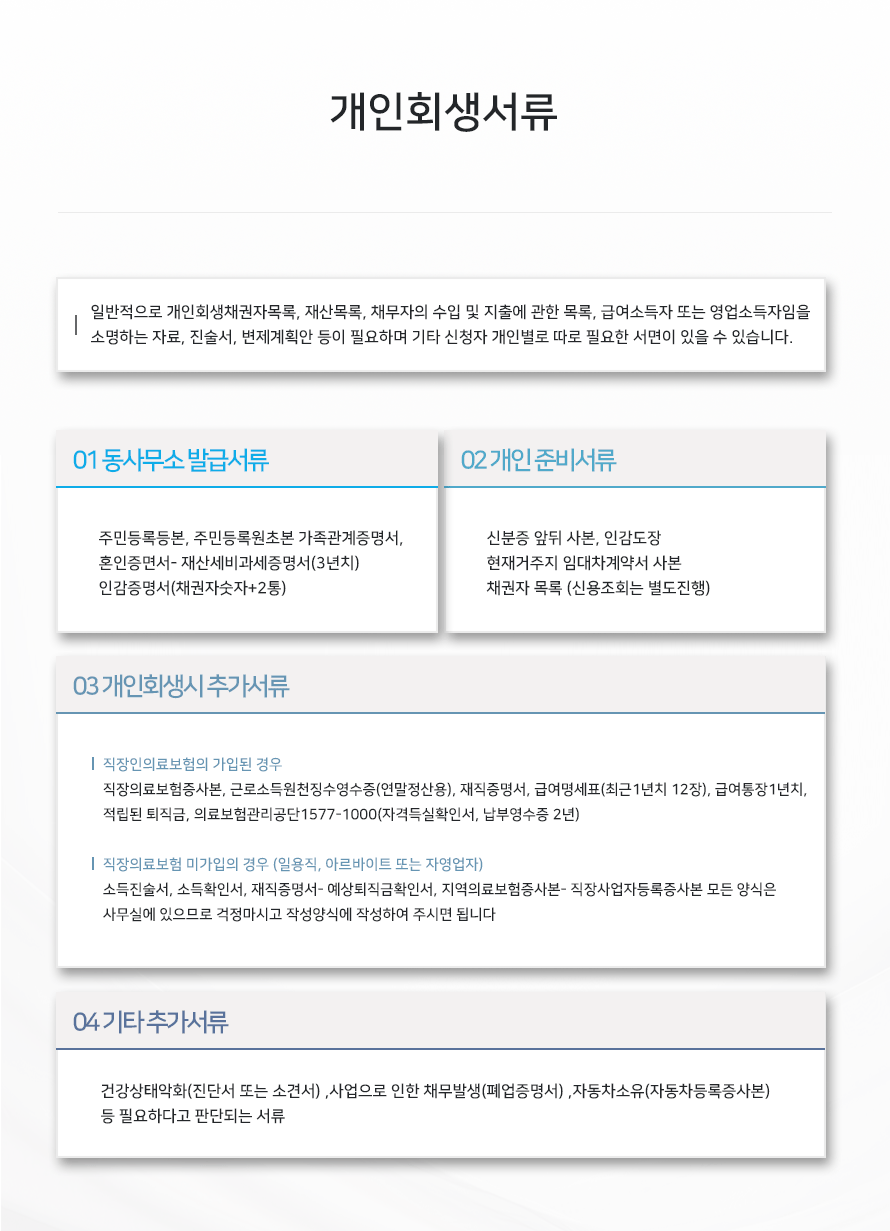 개인회생서류
일반적으로 개인회생채권자목록, 재산목록, 채무자의 수입 및 지출에 관한 목록, 급여소득자 또는 영업소득자임을
소명하는 자료, 진술서, 변제계획안 등이 필요하며 기타 신청자 개인별로 따로 필요한 서면이 있을 수 있습니다.
01 동사무소 발급서류
주민등록등본, 주민등록원초본 가족관계증명서,
혼인증면서- 재산세비과세증명서(3년치)
인감증명서(채권자숫자+2통)
02 개인 준비서류
신분증 앞뒤 사본, 인감도장
현재거주지 임대차계약서 사본
채권자 목록 (신용조회는 별도진행)
03 개인회생시 추가서류
직장인의료보험의 가입된 경우
직장의료보험증사본, 근로소득원천징수영수증(연말정산용), 재직증명서, 급여명세표(최근1년치 12장), 급여통장1년치,
적립된 퇴직금, 의료보험관리공단1577-1000(자격득실확인서, 납부영수증 2년)
직장의료보험 미가입의 경우 (일용직, 아르바이트 또는 자영업자)
소득진술서, 소득확인서, 재직증명서- 예상퇴직금확인서, 지역의료보험증사본- 직장사업자등록증사본 모든 양식은
사무실에 있으므로 걱정마시고 작성양식에 작성하여 주시면 됩니다
04 기타 추가서류
건강상태악화(진단서 또는 소견서) ,사업으로 인한 채무발생(폐업증명서) ,자동차소유(자동차등록증사본)
등 필요하다고 판단되는 서류